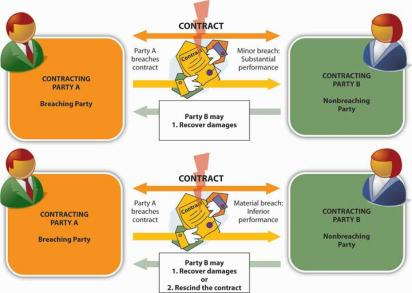 CONTRACT
CONTRACTING
PARTY A
Breaching Party
Party A
breaches
contract
Contract
Minor breach:
Substantial
performance
CONTRACTING
PARTY B
Nonbreaching
Party
Party B may
1. Recover damages
CONTRACT
CONTRACTING
PARTY A
Breaching Party
Party A
breaches
contract
Contract
Material breach:
Inferior
performance
CONTRACTING
PARTY B
Nonbreaching
Party
Party B may
1. Recover damages
or
2. Rescind the contract